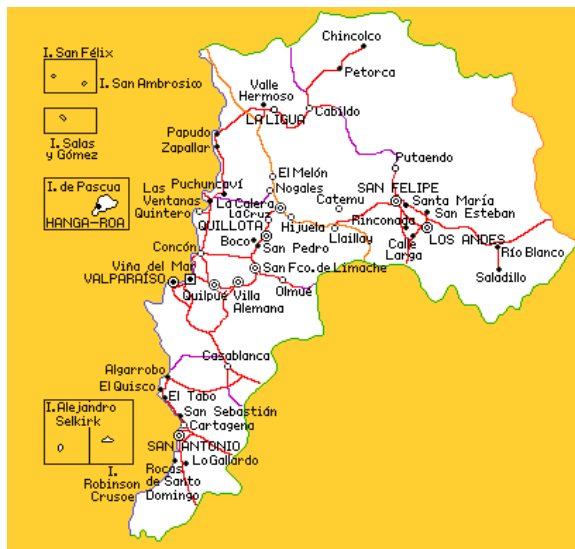 Chincolco
I. San Félix
Petorca
I. San Ambrosico
Valle
Hermoso
LA LIGUA
Cabildo
Papudo
I. Salas
y Gómez
Zapallar
Putaendo
El Melón
I. de Pascua
Las
Ventanas
Puchuncaví
Nogales
SAN FELIPE
Catemu
Santa María
La Calera
Quintero
HANGA-ROA
La Cruz
San Esteban
Rinconada
QUILLOTA
Hijuela
LOS ANDES
Boco
San Pedro
Llaillay
Calle
Larga
Río Blanco
Concón
Viña del Mar
San Fco. de Limache
Saladillo
VALPARAÍSO
Quilpué
Villa
Alemana
Olmué
Casablanca
Algarrobo
El Quisco
El Tabo
I. Alejandro
Selkirk
San Sebastián
Cartagena
SAN ANTONIO
Lo Gallardo
I.
Robinson
Crusoe
Rocas
de Santo
Domingo